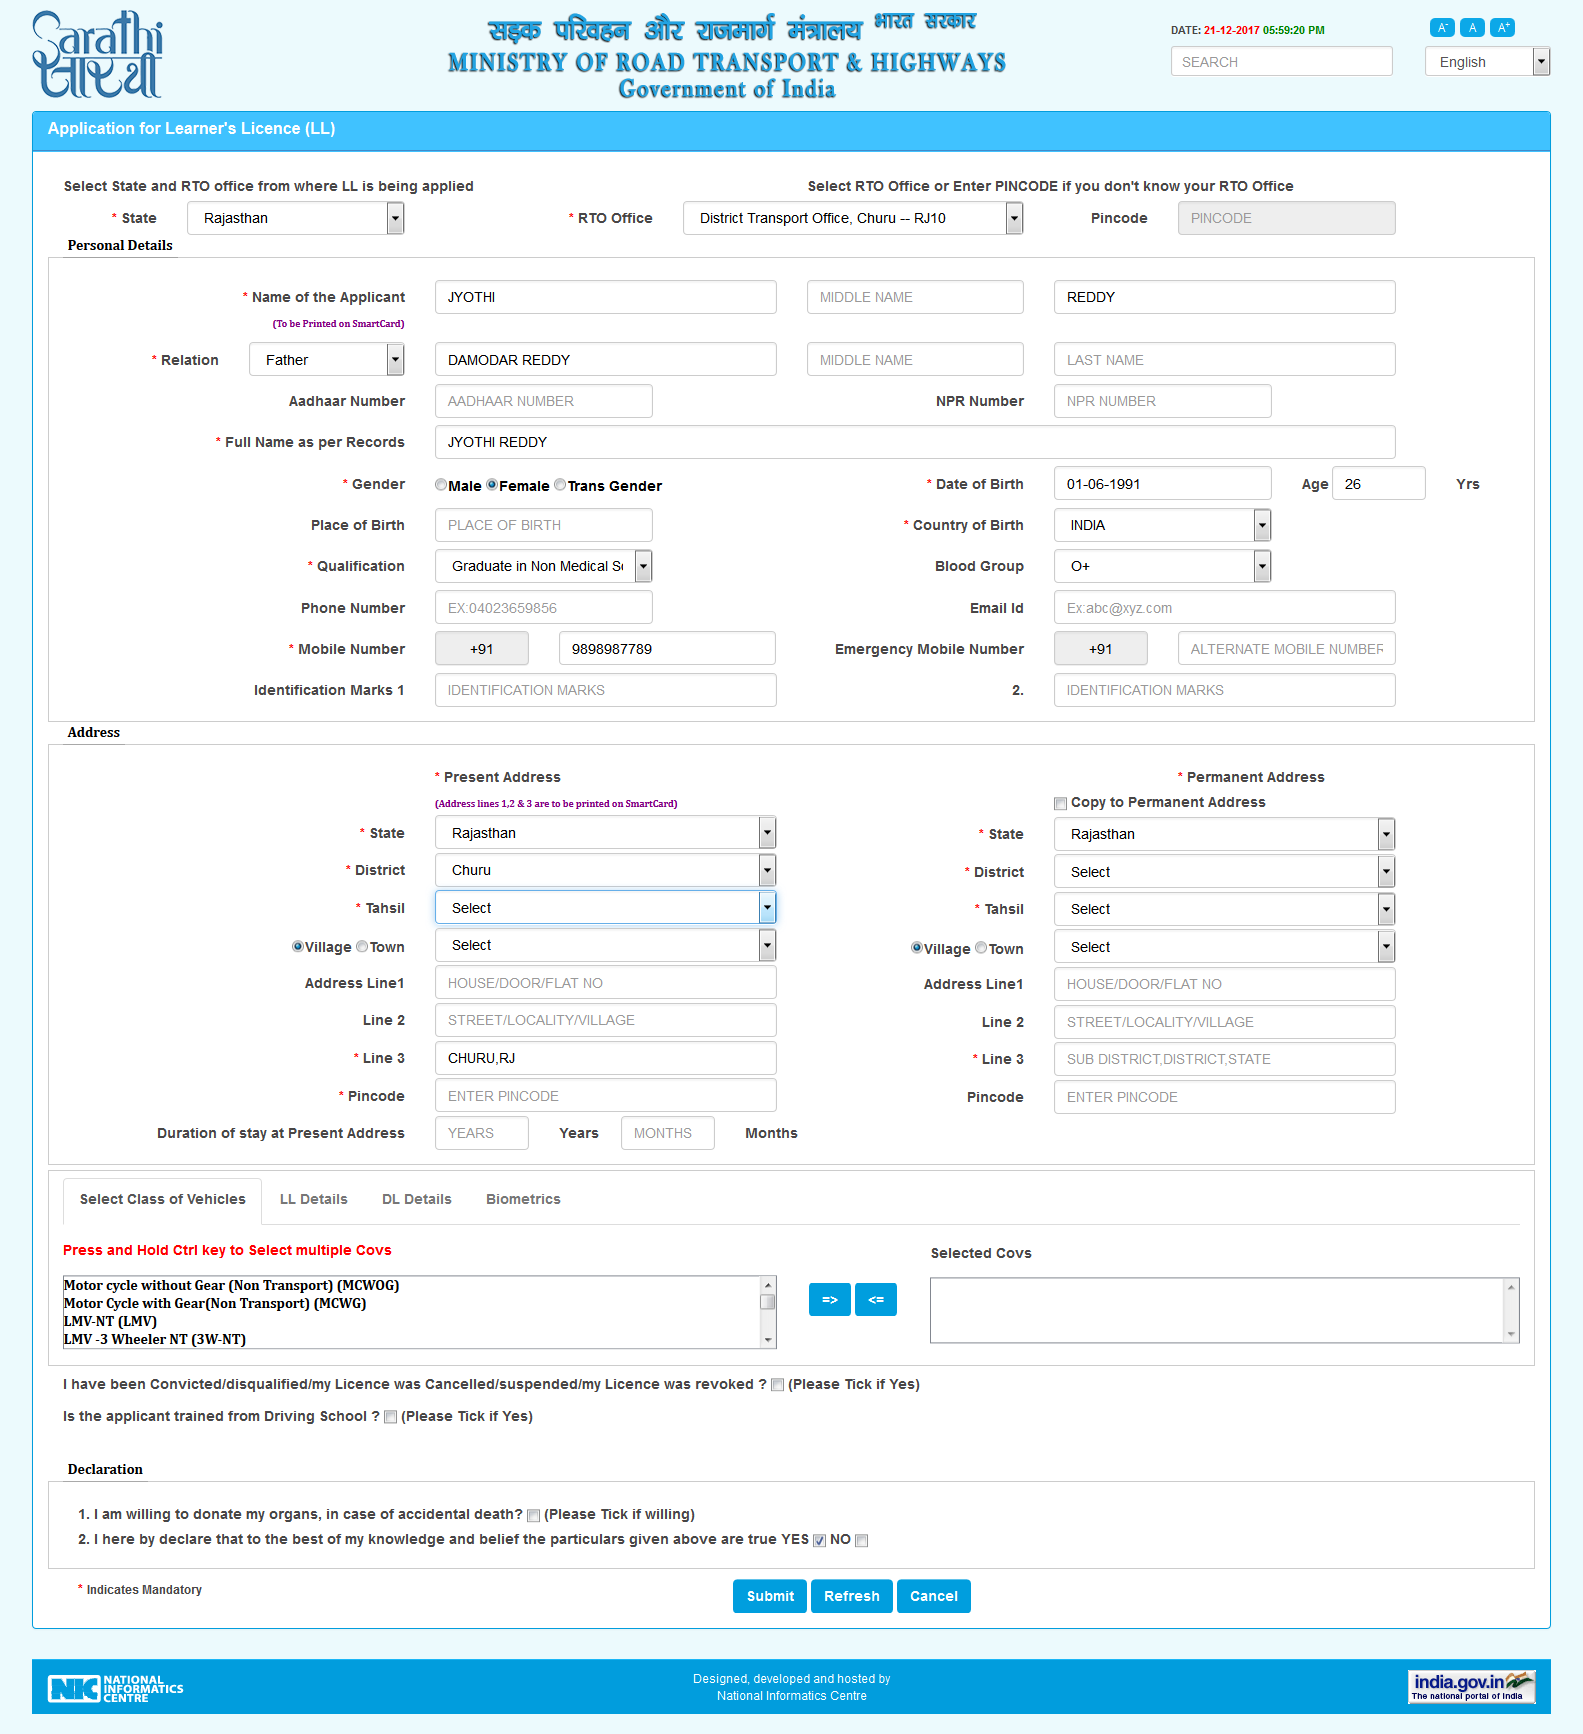 Sarathi
सारथी
सड़क परिवहन और राजमार्ग मंत्रालय भारत सरकार
MINISTRY OF ROAD TRANSPORT & HIGHWAYS
Government of India
DATE: 21-12-2017 05:59:20 PM
A- A A+
SEARCH
English
Application for Learner's Licence (LL)
Select State and RTO office from where LL is being applied
Select RTO Office or Enter PINCODE if you don't know your RTO Office
* State Rajasthan * RTO Office District Transport Office, Churu -- RJ10 Pincode PINCODE
Personal Details
* Name of the Applicant JYOTHI MIDDLE NAME REDDY
(To be Printed on SmartCard)
* Relation Father DAMODAR REDDY MIDDLE NAME LAST NAME
Aadhaar Number AADHAAR NUMBER NPR Number NPR NUMBER
* Full Name as per Records JYOTHI REDDY
* Gender Male Female Trans Gender * Date of Birth 01-06-1991 Age 26 Yrs
Place of Birth PLACE OF BIRTH * Country of Birth INDIA
* Qualification Graduate in Non Medical Sc Blood Group O+
Phone Number EX:04023659856 Email Id Ex:abc@xyz.com
* Mobile Number +91 9898987789 Emergency Mobile Number +91 ALTERNATE MOBILE NUMBER
Identification Marks 1 IDENTIFICATION MARKS 2. IDENTIFICATION MARKS
Address
* Present Address * Permanent Address
(Address lines 1,2 & 3 are to be printed on SmartCard) Copy to Permanent Address
* State Rajasthan * State Rajasthan
* District Churu * District Select
* Tahsil Select * Tahsil Select
Village Town Select Village Town Select
Address Line1 HOUSE/DOOR/FLAT NO Address Line1 HOUSE/DOOR/FLAT NO
Line 2 STREET/LOCALITY/VILLAGE Line 2 STREET/LOCALITY/VILLAGE
* Line 3 CHURU,RJ * Line 3 SUB DISTRICT,DISTRICT,STATE
* Pincode ENTER PINCODE Pincode ENTER PINCODE
Duration of stay at Present Address YEARS Years MONTHS Months
Select Class of Vehicles LL Details DL Details Biometrics
Press and Hold Ctrl key to Select multiple Covs Selected Covs
Motor cycle without Gear (Non Transport) (MCWOG)
Motor Cycle with Gear(Non Transport) (MCWG)
LMV-NT (LMV)
LMV -3 Wheeler NT (3W-NT)
=> <=
I have been Convicted/disqualified/my Licence was Cancelled/suspended/my Licence was revoked ? (Please Tick if Yes)
Is the applicant trained from Driving School ? (Please Tick if Yes)
Declaration
1. I am willing to donate my organs, in case of accidental death? (Please Tick if willing)
2. I here by declare that to the best of my knowledge and belief the particulars given above are true YES NO
* Indicates Mandatory
Submit Refresh Cancel
NIC NATIONAL INFORMATICS CENTRE
Designed, developed and hosted by
National Informatics Centre
india.gov.in
The national portal of India